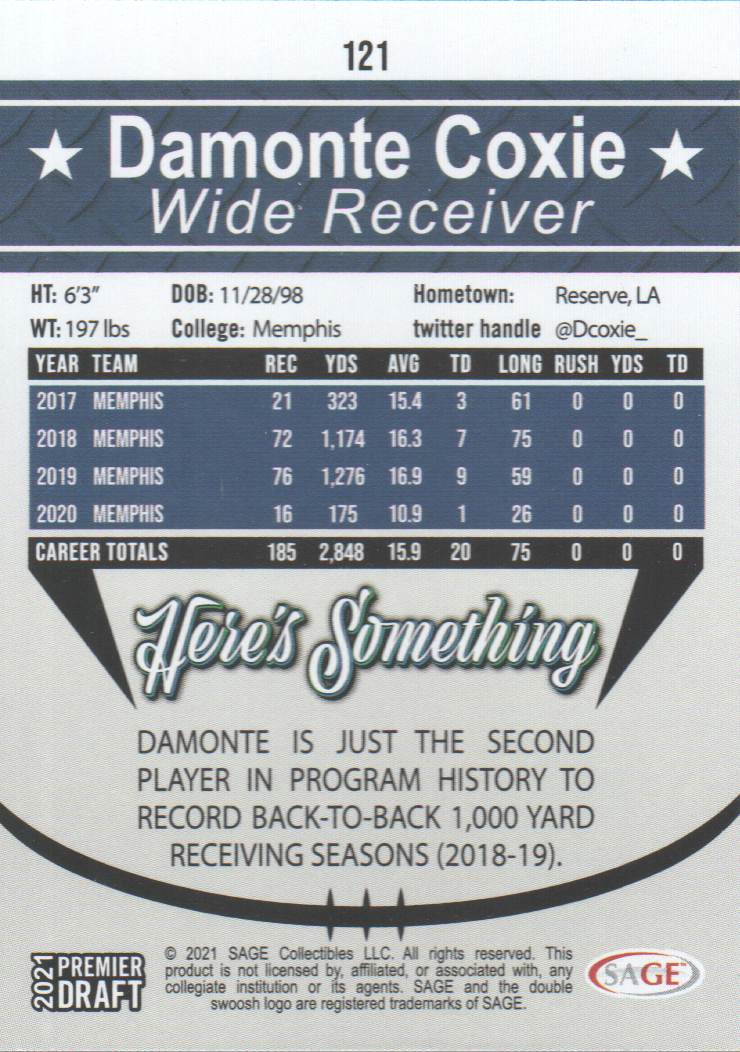 121
Damonte Coxie
Wide Receiver
HT: 6'3" DOB: 11/28/98 Hometown: Reserve, LA
WT: 197 lbs College: Memphis twitter handle @Dcoxie_
YEAR TEAM REC YDS AVG TD LONG RUSH YDS TD
2017 MEMPHIS 21 323 15.4 3 61 0 0 0
2018 MEMPHIS 72 1,174 16.3 7 75 0 0 0
2019 MEMPHIS 76 1,276 16.9 9 59 0 0 0
2020 MEMPHIS 16 175 10.9 1 26 0 0 0
CAREER TOTALS 185 2,848 15.9 20 75 0 0 0
Here's Something
DAMONTE IS JUST THE SECOND
PLAYER IN PROGRAM HISTORY TO
RECORD BACK-TO-BACK 1,000 YARD
RECEIVING SEASONS (2018-19).
2021 PREMIER DRAFT
© 2021 SAGE Collectibles LLC. All rights reserved. This
product is not licensed by, affiliated, or associated with, any
collegiate institution or its agents. SAGE and the double
swoosh logo are registered trademarks of SAGE.
SAGE™